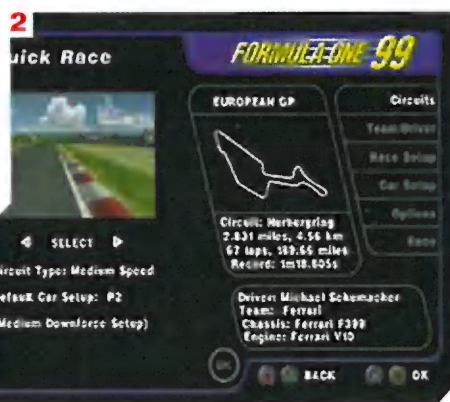 2
uick Race
FORMULA ONE 99
EUROPEAN GP
Circuits
Team/Driver
Race Setup
Car Setup
Options
Race
SELECT
ircuit Type: Medium Speed
efault Car Setup: P2
Medium Downforce Setup)
Circuit: Nurburgring
2.831 miles, 4.56 km
67 laps, 189.66 miles
Record: 1m18.605s
Driver: Michael Schumacher
Team: Ferrari
Chassis: Ferrari F399
Engine: Ferrari V10
BACK
OK